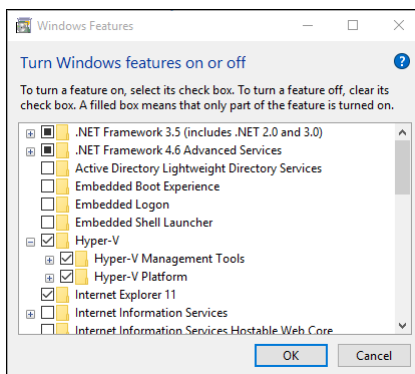 Windows Features
Turn Windows features on or off
To turn a feature on, select its check box. To turn a feature off, clear its
check box. A filled box means that only part of the feature is turned on.
.NET Framework 3.5 (includes .NET 2.0 and 3.0)
.NET Framework 4.6 Advanced Services
Active Directory Lightweight Directory Services
Embedded Boot Experience
Embedded Logon
Embedded Shell Launcher
Hyper-V
Hyper-V Management Tools
Hyper-V Platform
Internet Explorer 11
Internet Information Services
Internet Information Services Hostable Web Core
OK Cancel